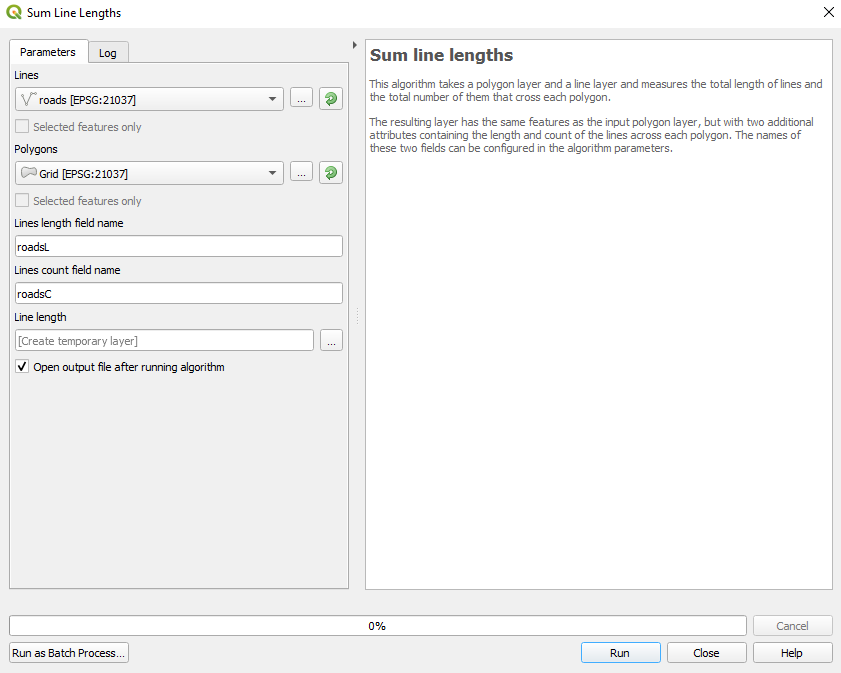 Sum Line Lengths
Parameters
Log
Lines
roads [EPSG:21037]
...
Selected features only
Polygons
Grid [EPSG:21037]
...
Selected features only
Lines length field name
roadsL
Lines count field name
roadsC
Line length
[Create temporary layer]
...
Open output file after running algorithm
Sum line lengths
This algorithm takes a polygon layer and a line layer and measures the total length of lines and
the total number of them that cross each polygon.
The resulting layer has the same features as the input polygon layer, but with two additional
attributes containing the length and count of the lines across each polygon. The names of
these two fields can be configured in the algorithm parameters.
0%
Cancel
Run as Batch Process...
Run
Close
Help